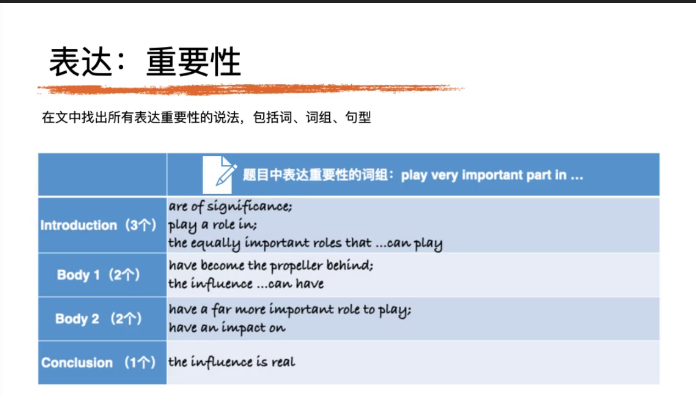 表达：重要性
在文中找出所有表达重要性的说法，包括词、词组、句型
题目中表达重要性的词组：play very important part in …
Introduction（3个）
are of significance;
play a role in;
the equally important roles that ...can play
Body 1（2个）
have become the propeller behind;
the influence ...can have
Body 2 （2个）
have a far more important role to play;
have an impact on
Conclusion （1个）
the influence is real